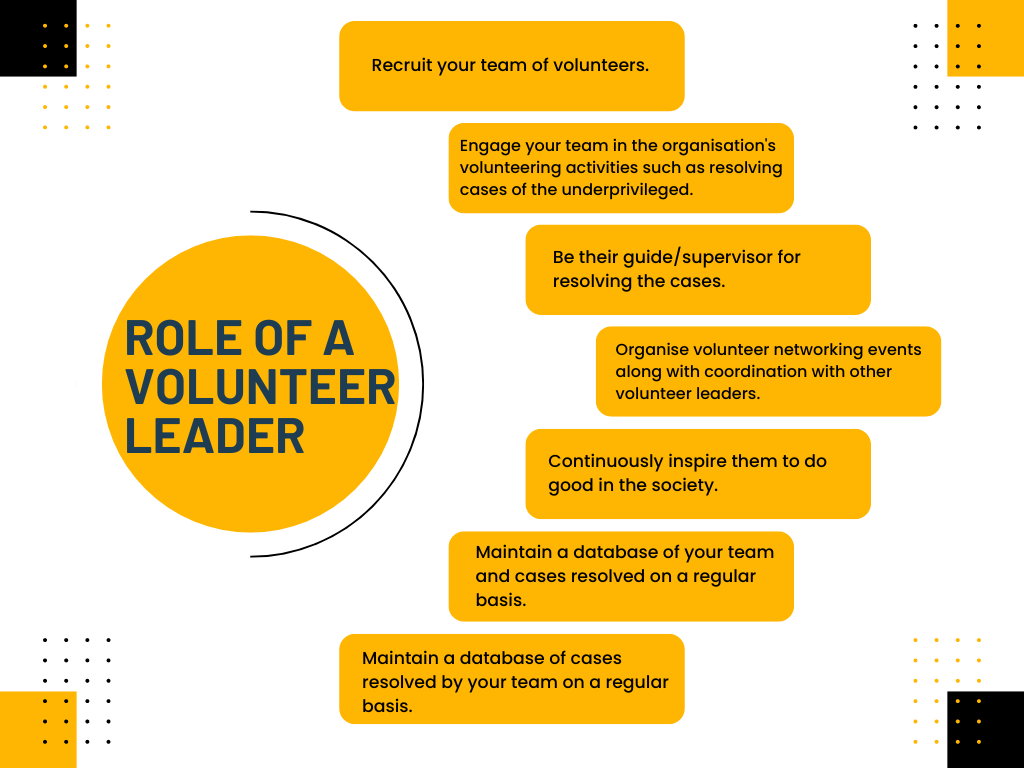 Recruit your team of volunteers.
Engage your team in the organisation's
volunteering activities such as resolving
cases of the underprivileged.
Be their guide/supervisor for
resolving the cases.
ROLE OF A
VOLUNTEER
LEADER
Organise volunteer networking events
along with coordination with other
volunteer leaders.
Continuously inspire them to do
good in the society.
Maintain a database of your team
and cases resolved on a regular
basis.
Maintain a database of cases
resolved by your team on a regular
basis.